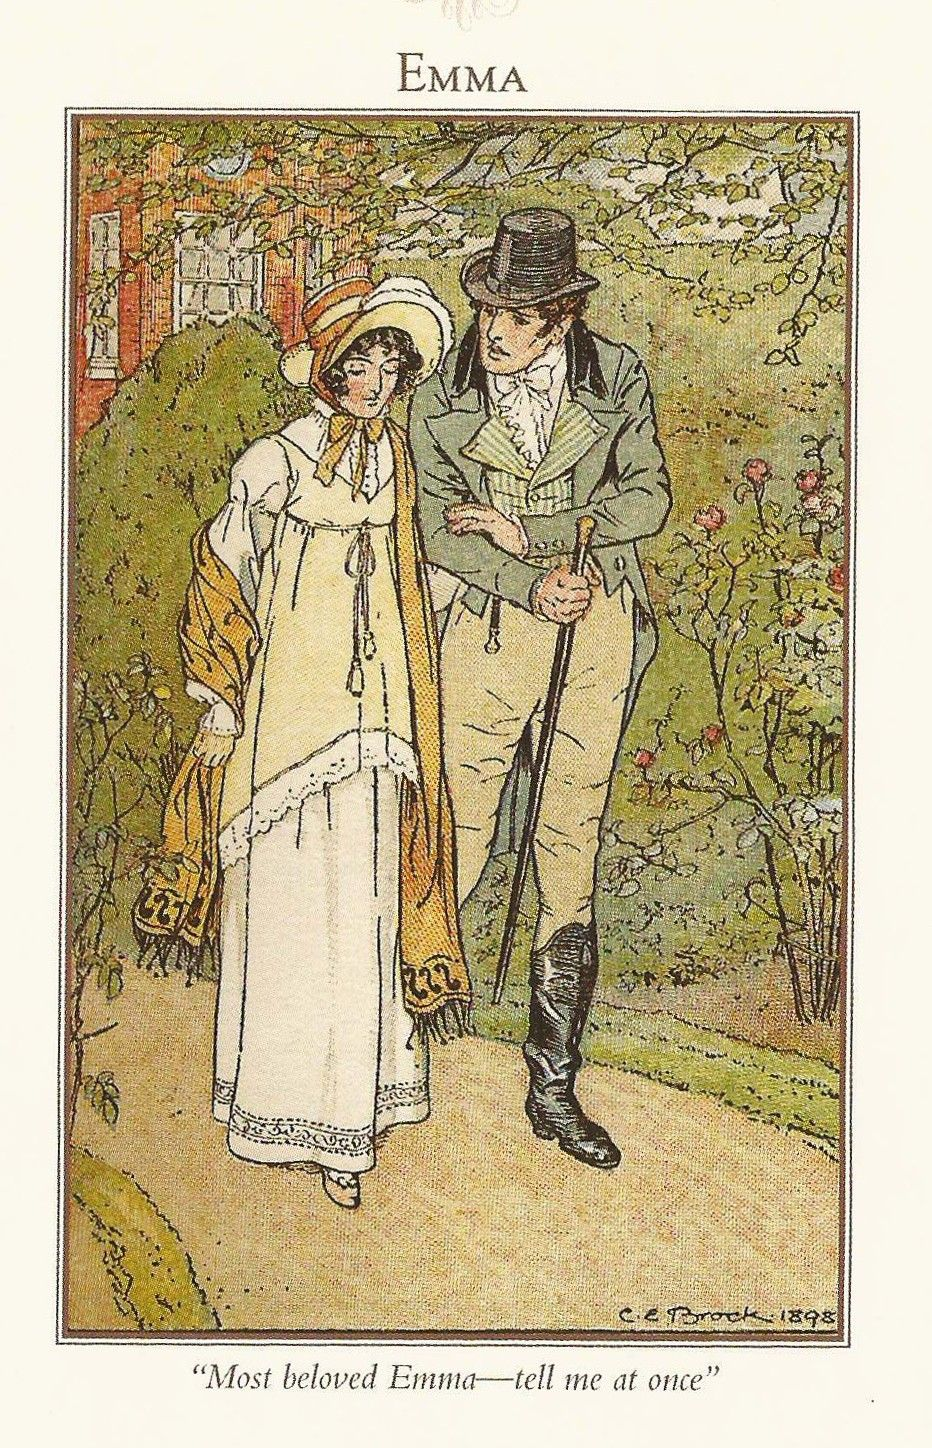 EMMA
C. E. Brock. 1898
“Most beloved Emma—tell me at once”